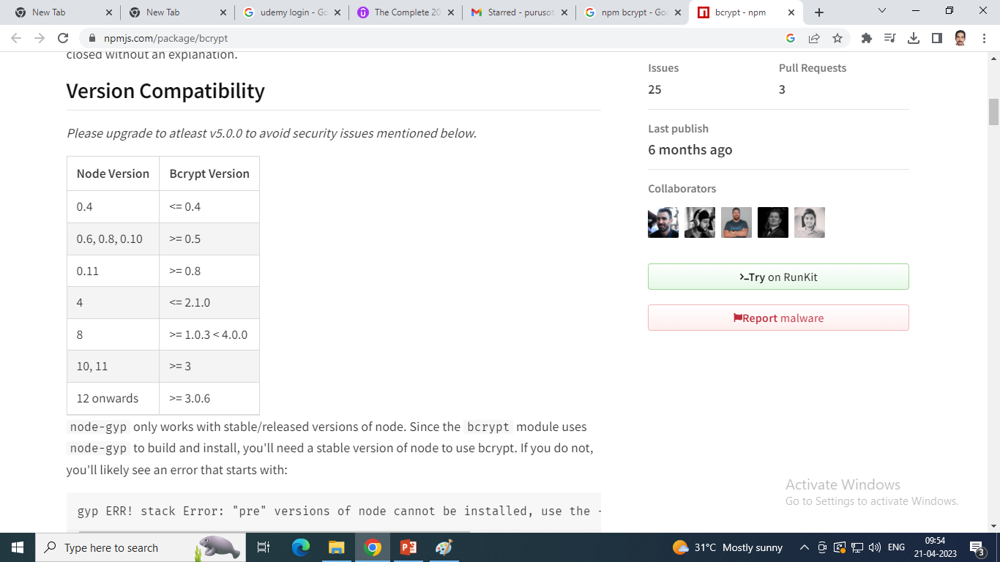 New Tab
New Tab
udemy login - Go
The Complete 20
Starred - purusot
npm bcrypt - Goo
bcrypt - npm
npmjs.com/package/bcrypt
closed without an explanation.
Version Compatibility
Please upgrade to atleast v5.0.0 to avoid security issues mentioned below.
Node Version Bcrypt Version
0.4 <= 0.4
0.6, 0.8, 0.10 >= 0.5
0.11 >= 0.8
4 <= 2.1.0
8 >= 1.0.3 < 4.0.0
10, 11 >= 3
12 onwards >= 3.0.6
node-gyp only works with stable/released versions of node. Since the bcrypt module uses
node-gyp to build and install, you'll need a stable version of node to use bcrypt. If you do not,
you'll likely see an error that starts with:
gyp ERR! stack Error: "pre" versions of node cannot be installed, use the -
Issues Pull Requests
25 3
Last publish
6 months ago
Collaborators
Try on RunKit
Report malware
Activate Windows
Go to Settings to activate Windows.
Type here to search
31°C Mostly sunny
ENG
09:54
21-04-2023
3